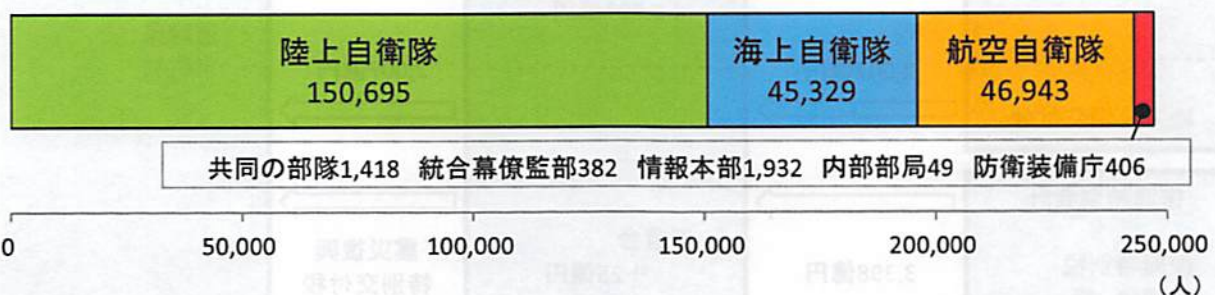 陸上自衛隊
150,695
海上自衛隊
45,329
航空自衛隊
46,943
共同の部隊1,418 統合幕僚監部382 情報本部1,932 内部部局49 防衛装備庁406
0 50,000 100,000 150,000 200,000 250,000
(人)